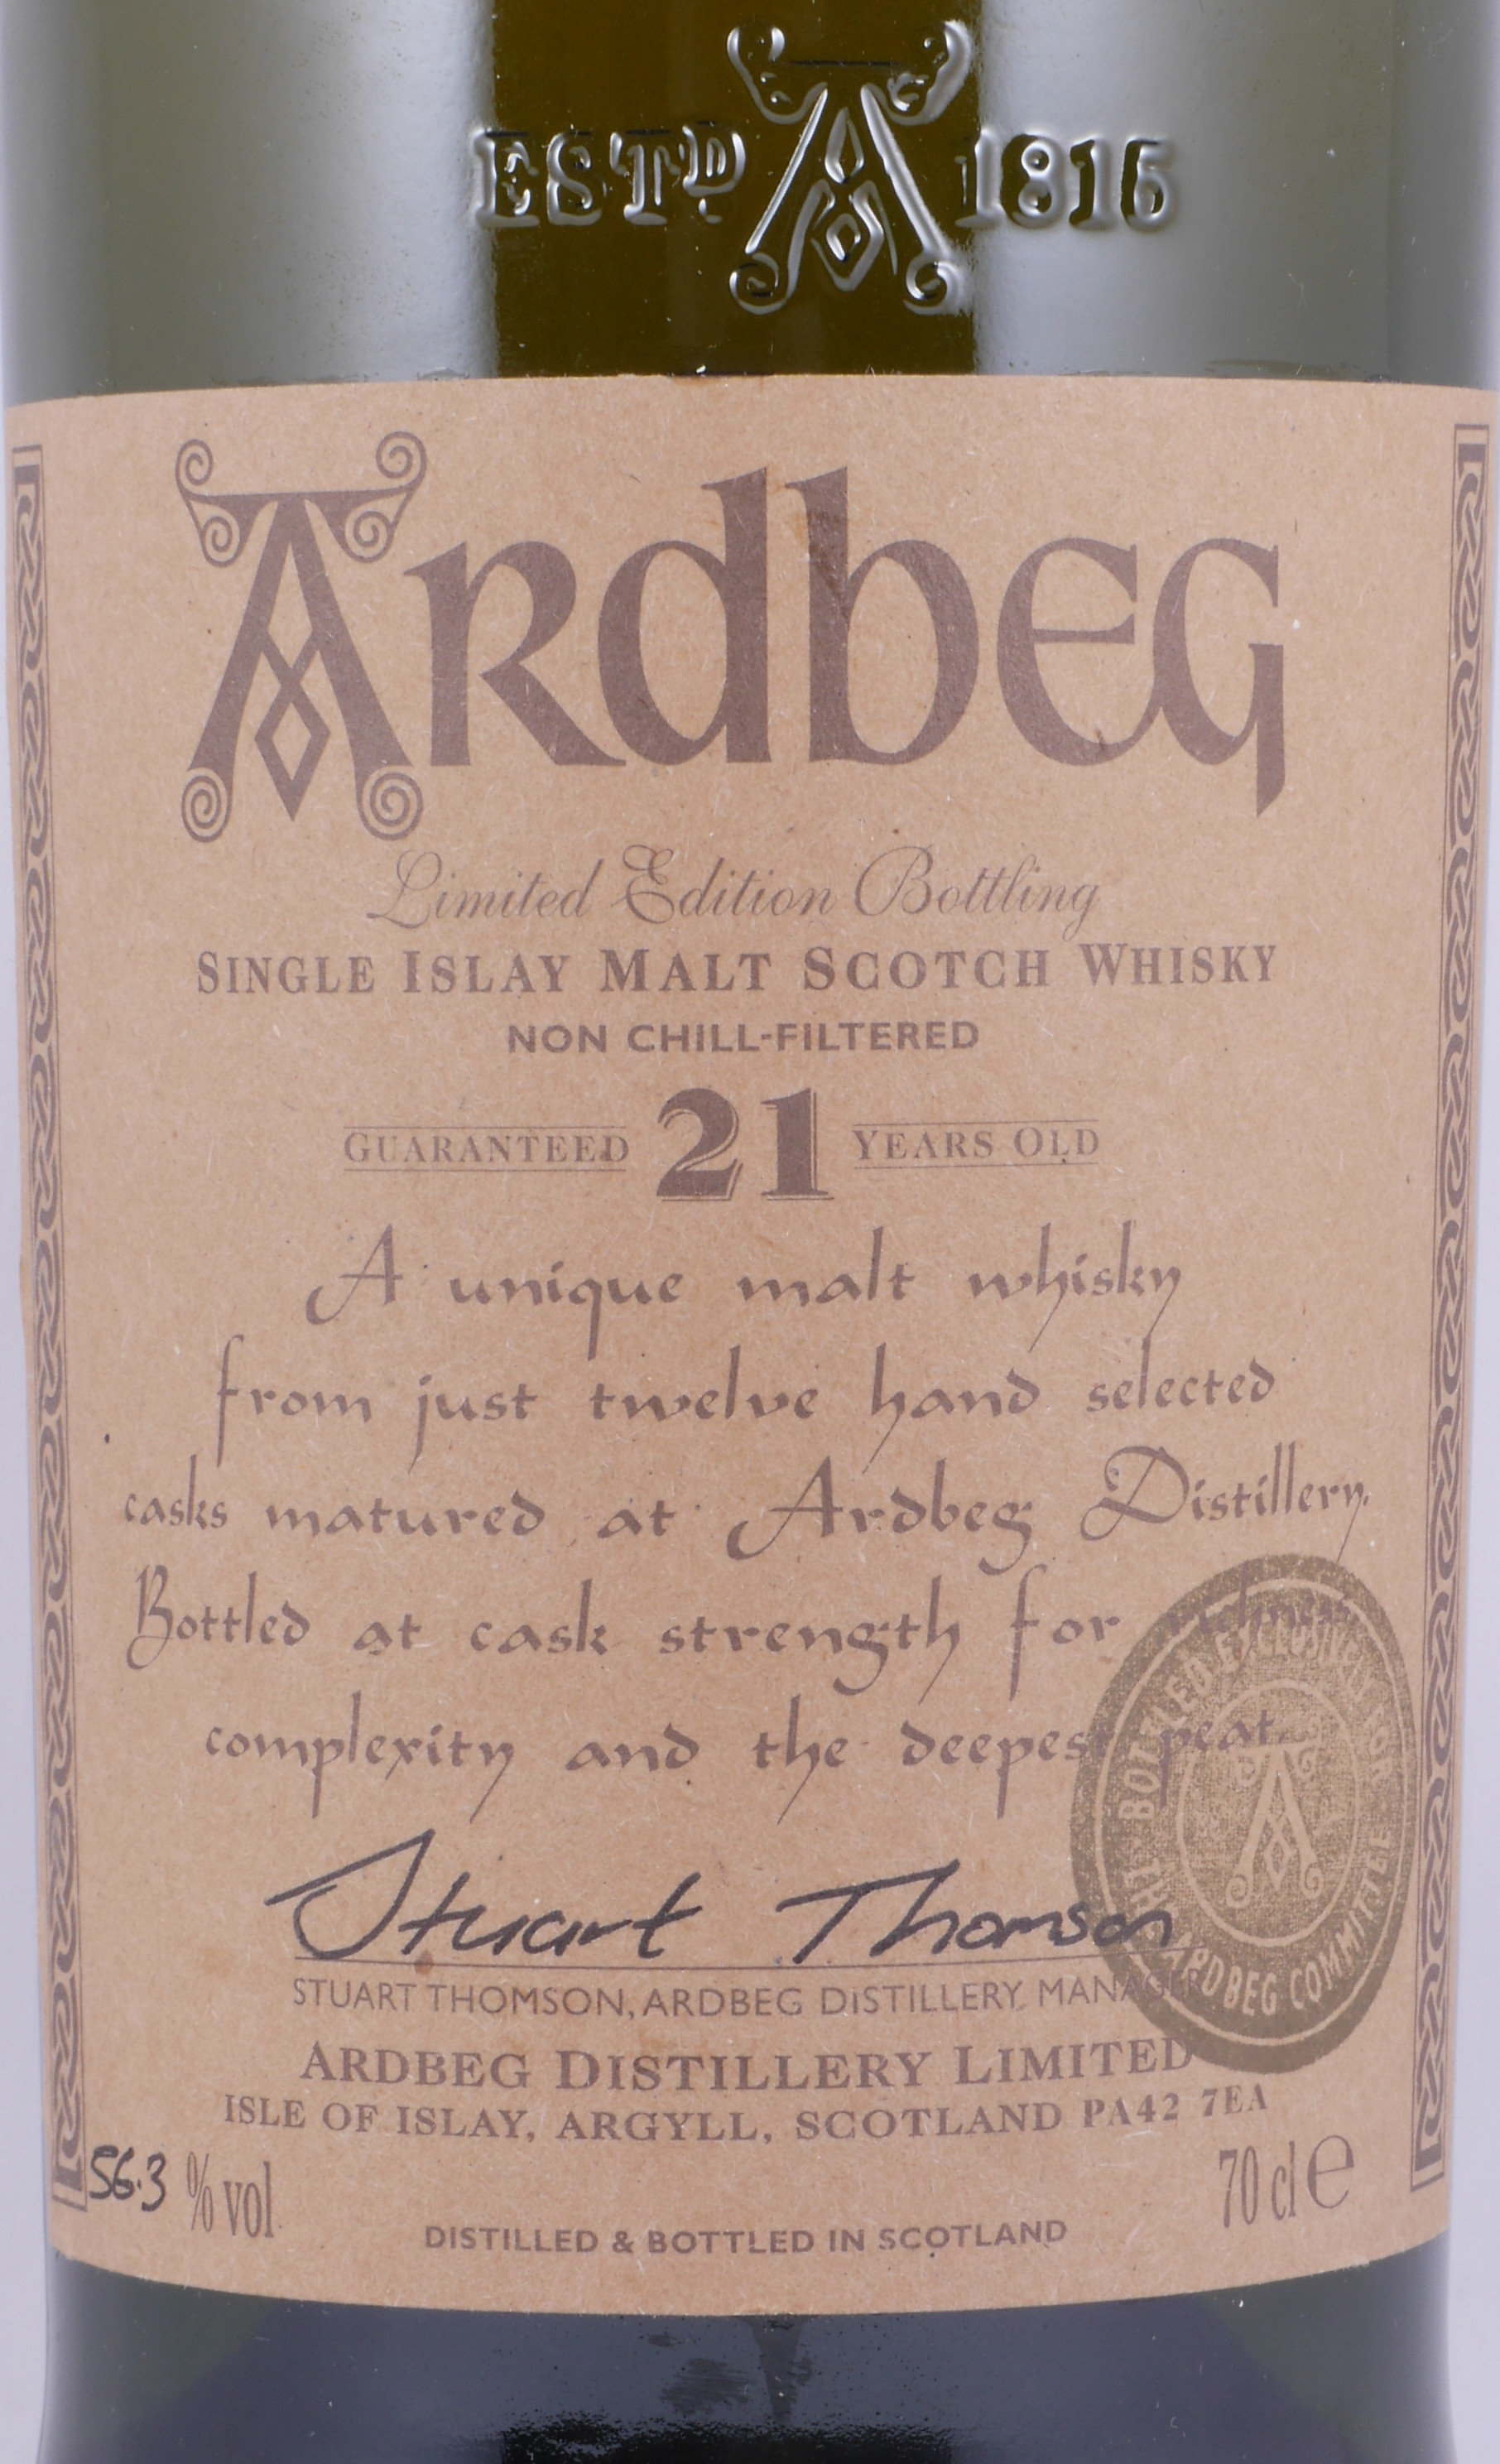 ESTD A 1815
Ardbeg
Limited Edition Bottling
SINGLE ISLAY MALT SCOTCH WHISKY
NON CHILL-FILTERED
GUARANTEED 21 YEARS OLD
A unique malt whisky
from just twelve hand selected
casks matured at Ardbeg Distillery.
Bottled at cask strength for richness
complexity and the deepest peat.
BOTTLED EXCLUSIVELY FOR
THE ARDBEG COMMITTEE
A
Stuart Thomson
STUART THOMSON, ARDBEG DISTILLERY MANAGER
ARDBEG DISTILLERY LIMITED
ISLE OF ISLAY, ARGYLL, SCOTLAND PA42 7EA
56.3 % vol
70 cl e
DISTILLED & BOTTLED IN SCOTLAND